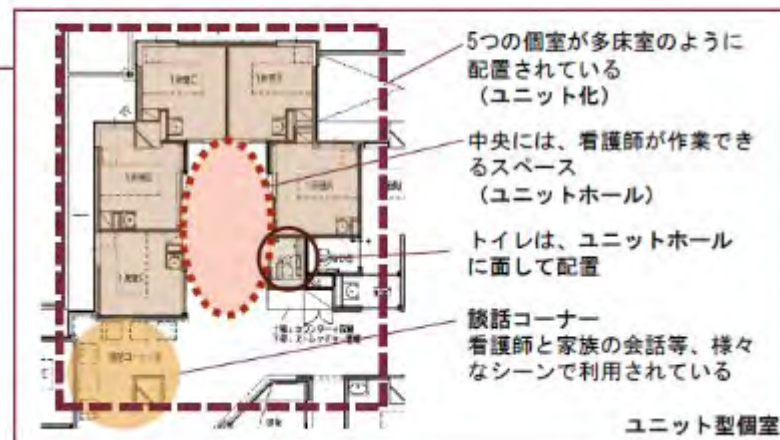 5つの個室が多床室のように
配置されている
（ユニット化）
中央には、看護師が作業でき
るスペース
（ユニットホール）
トイレは、ユニットホール
に面して配置
談話コーナー
看護師と家族の会話等、様々
なシーンで利用されている
ユニット型個室